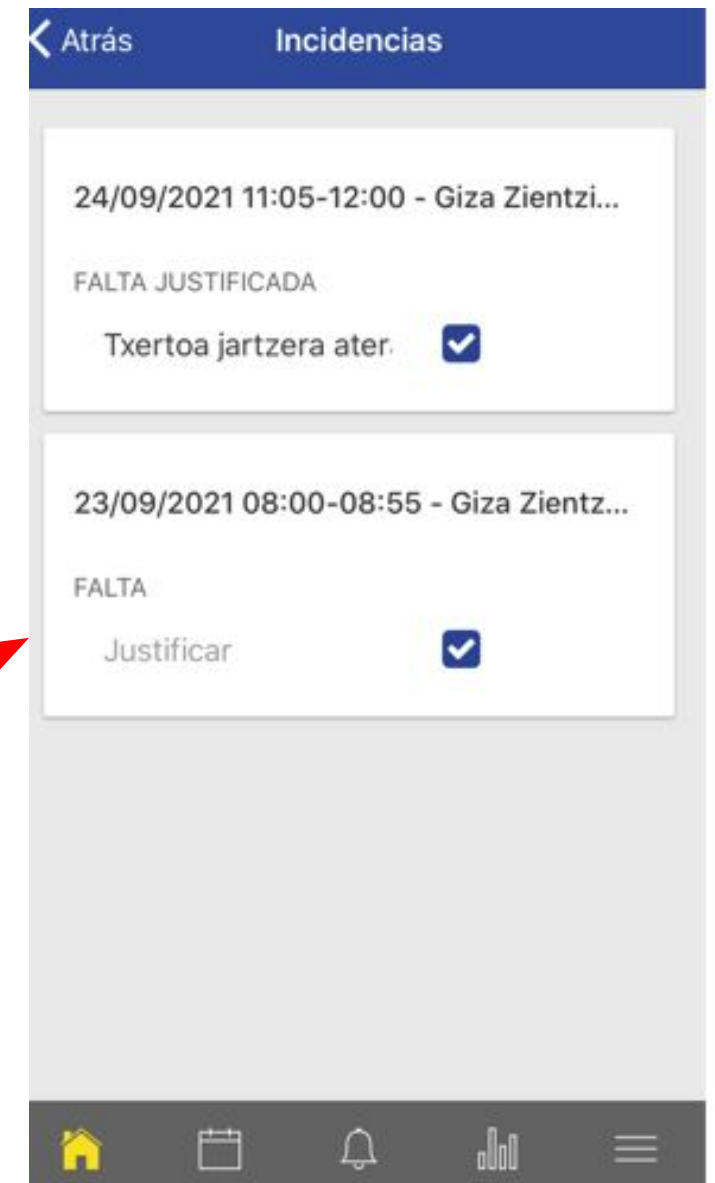 Atrás Incidencias
24/09/2021 11:05-12:00 - Giza Zientzi...
FALTA JUSTIFICADA
Txertoa jartzera ater
23/09/2021 08:00-08:55 - Giza Zientz...
FALTA
Justificar